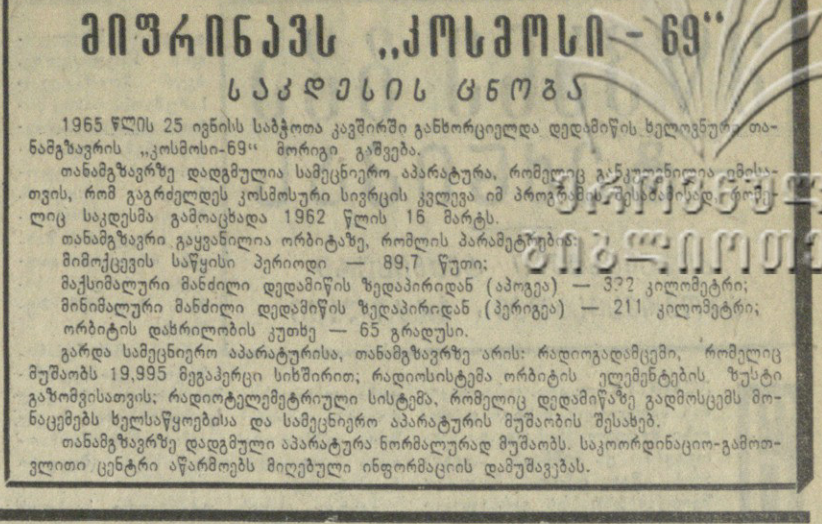 მიფრინავს „კოსმოსი — 69“
საკდესის ცნობა
1965 წლის 25 ივნისს საბჭოთა კავშირში განხორციელდა დედამიწის ხელოვნური თა-
ნამგზავრის „კოსმოსი-69“ მორიგი გაშვება.
თანამგზავრზე დადგმულია სამეცნიერო აპარატურა, რომელიც განკუთვნილია იმისა-
თვის, რომ გაგრძელდეს კოსმოსური სივრცის კვლევა იმ პროგრამის შესაბამისად, რომე-
ლიც საკდესმა გამოაცხადა 1962 წლის 16 მარტს.
თანამგზავრი გაყვანილია ორბიტაზე, რომლის პარამეტრებია:
მიმოქცევის საწყისი პერიოდი — 89,7 წუთი;
მაქსიმალური მანძილი დედამიწის ზედაპირიდან (აპოგეა) — 332 კილომეტრი;
მინიმალური მანძილი დედამიწის ზედაპირიდან (პერიგეა) — 211 კილომეტრი;
ორბიტის დახრილობის კუთხე — 65 გრადუსი.
გარდა სამეცნიერო აპარატურისა, თანამგზავრზე არის: რადიოგადამცემი, რომელიც
მუშაობს 19,995 მეგაჰერცი სიხშირით; რადიოსისტემა ორბიტის ელემენტების ზუსტი
გაზომვისათვის; რადიოტელემეტრიული სისტემა, რომელიც დედამიწაზე გადმოსცემს მო-
ნაცემებს ხელსაწყოებისა და სამეცნიერო აპარატურის მუშაობის შესახებ.
თანამგზავრზე დადგმული აპარატურა ნორმალურად მუშაობს. საკოორდინაციო-გამოთ-
ვლითი ცენტრი აწარმოებს მიღებული ინფორმაციის დამუშავებას.